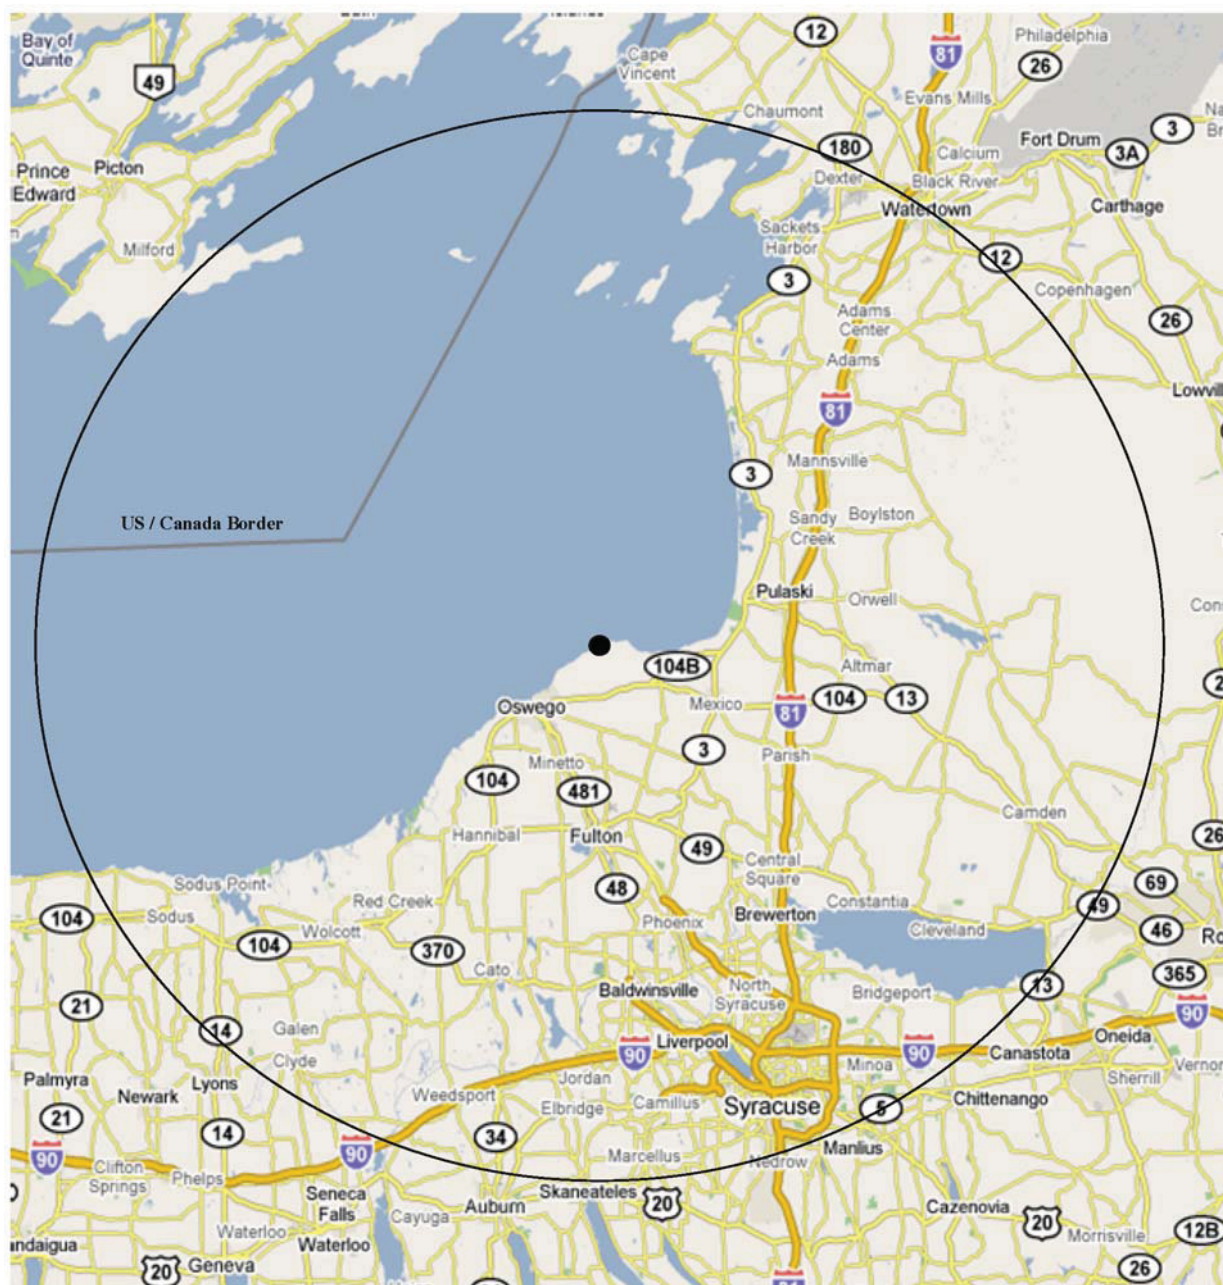 Bay of
Quinte
49
Cape
Vincent
12
81
Philadelphia
26
Evans Mills
Chaumont
180
Fort Drum
3A
3
Calcium
Prince
Edward
Picton
Dexter
Black River
Watertown
Carthage
Sackets
Harbor
Milford
12
3
Copenhagen
Adams
Center
26
Adams
Lowvill
81
Mannsville
3
US / Canada Border
Sandy
Creek
Boylston
Pulaski
Orwell
104B
Altmar
Oswego
Mexico
81
104
13
3
Parish
Minetto
104
481
Camden
Hannibal
Fulton
26
49
Central
Square
Sodus Point
48
69
Red Creek
Constantia
49
104
Sodus
Phoenix
Brewerton
Cleveland
46
Wolcott
104
370
Cato
365
13
Baldwinsville
North
Syracuse
Bridgeport
21
90
14
Galen
Liverpool
Oneida
Clyde
90
90
Canastota
Palmyra
Lyons
Jordan
Minoa
Vernon
Newark
Weedsport
Sherrill
Elbridge
Camillus
Syracuse
5
Chittenango
21
14
34
Manlius
90
90
Marcellus
Nedrow
Clifton
Springs
Phelps
Seneca
Falls
Skaneateles
Auburn
20
Cayuga
Cazenovia
20
12B
Waterloo
Waterloo
Morrisville
20
Geneva
26
81